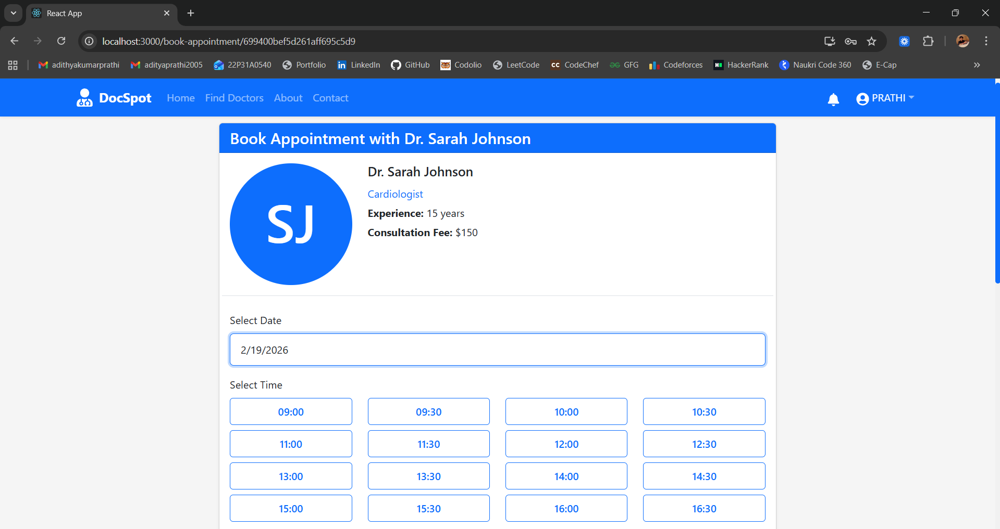 React App
localhost:3000/book-appointment/699400bef5d261aff695c5d9
adithyakumarprathi adityaprathi2005 22P31A0540 Portfolio in LinkedIn GitHub Codolio LeetCode CC CodeChef GFG Codeforces H HackerRank Naukri Code 360 E-Cap
DocSpot Home Find Doctors About Contact PRATHI
Book Appointment with Dr. Sarah Johnson
SJ
Dr. Sarah Johnson
Cardiologist
Experience: 15 years
Consultation Fee: $150
Select Date
2/19/2026
Select Time
09:00 09:30 10:00 10:30
11:00 11:30 12:00 12:30
13:00 13:30 14:00 14:30
15:00 15:30 16:00 16:30